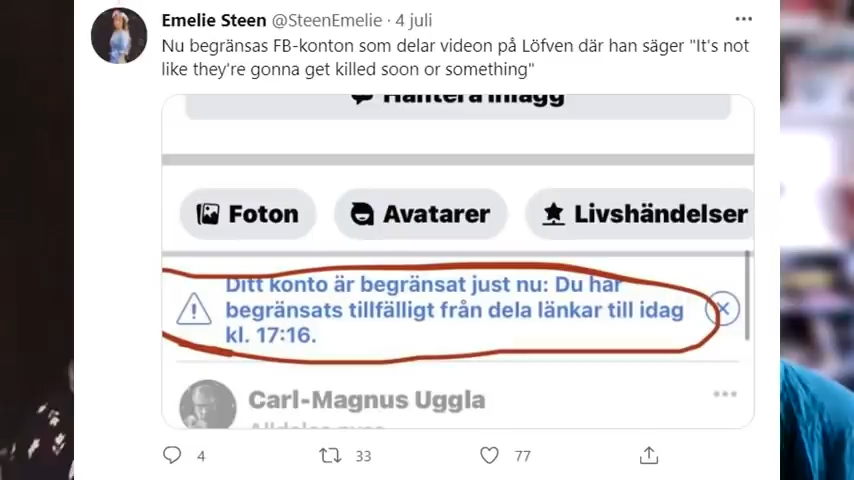 Emelie Steen @SteenEmelie · 4 juli
Nu begränsas FB-konton som delar videon på Löfven där han säger "It's not
like they're gonna get killed soon or something"
Hantera inlägg
Foton
Avatarer
Livshändelser
Ditt konto är begränsat just nu: Du har
begränsats tillfälligt från dela länkar till idag
kl. 17:16.
Carl-Magnus Uggla
4
33
77